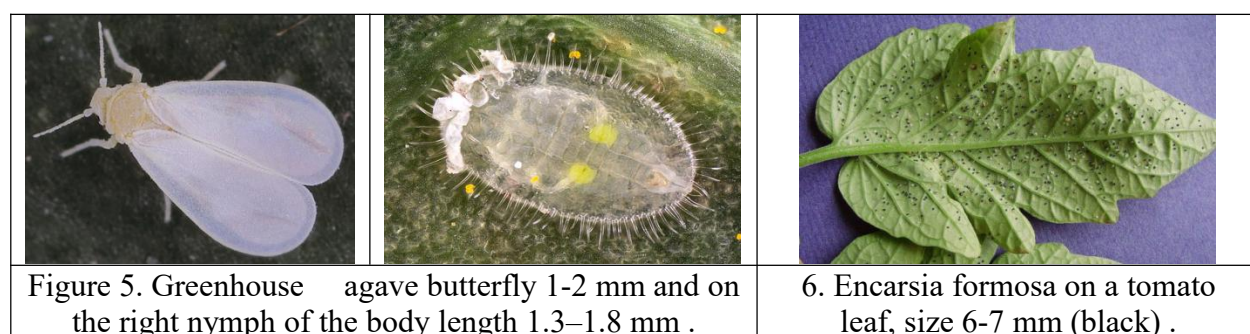 Figure 5. Greenhouse agave butterfly 1-2 mm and on
the right nymph of the body length 1.3–1.8 mm .
6. Encarsia formosa on a tomato
leaf, size 6-7 mm (black) .